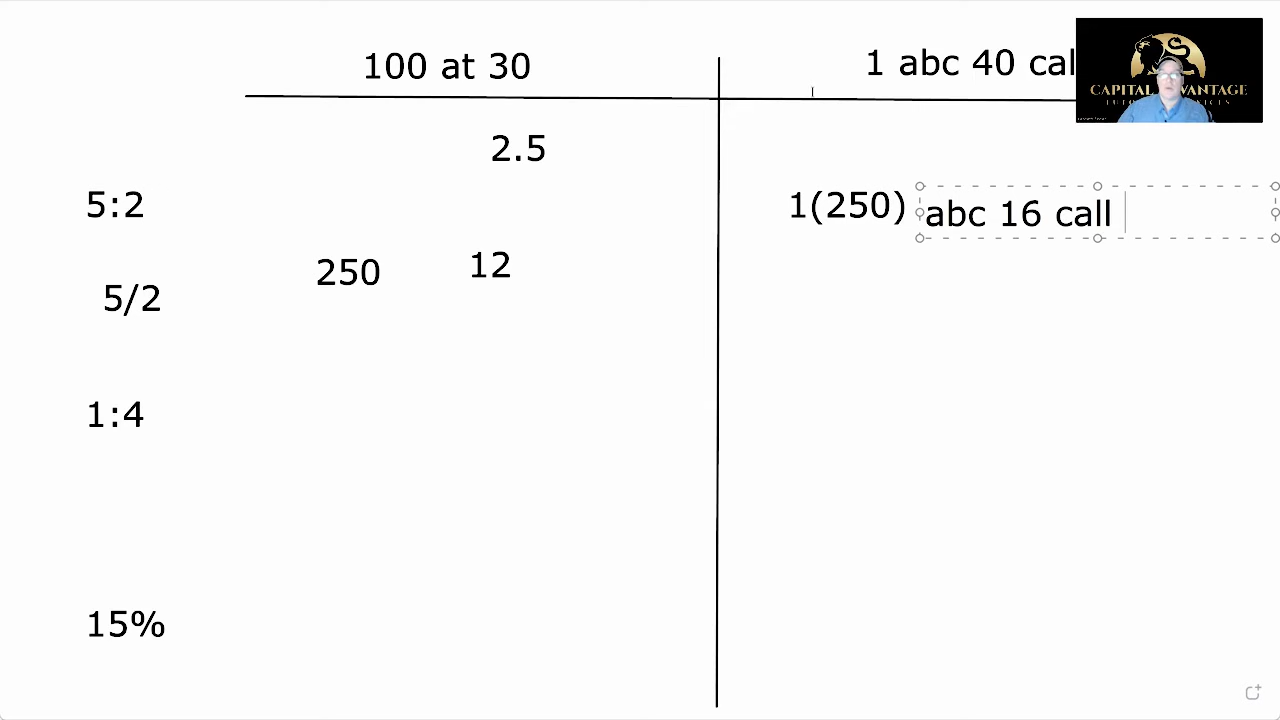 100 at 30
1 abc 40 cal
CAPITAL
VANTAGE
2.5
5:2
1(250)
abc 16 call
250
12
5/2
1:4
15%